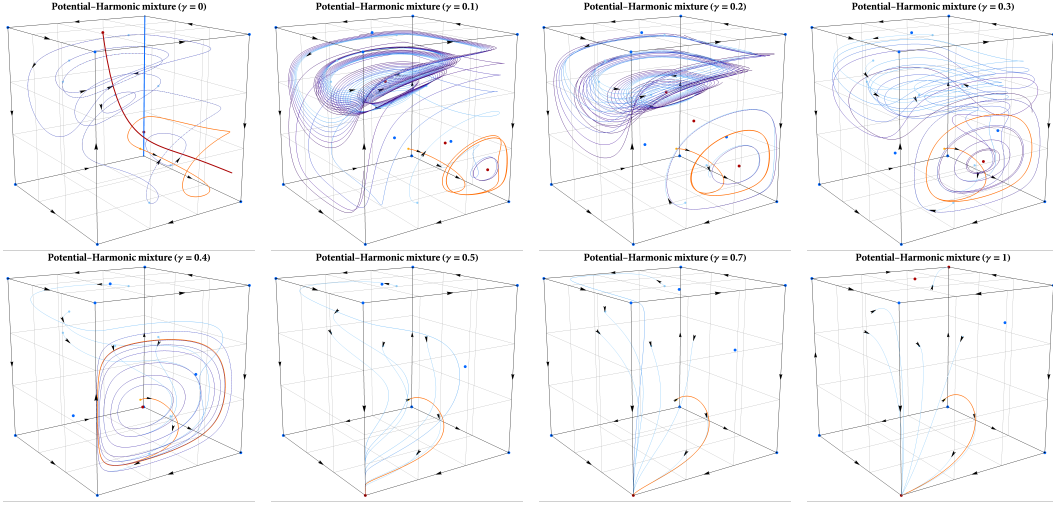 Potential–Harmonic mixture (γ = 0)
Potential–Harmonic mixture (γ = 0.1)
Potential–Harmonic mixture (γ = 0.2)
Potential–Harmonic mixture (γ = 0.3)
Potential–Harmonic mixture (γ = 0.4)
Potential–Harmonic mixture (γ = 0.5)
Potential–Harmonic mixture (γ = 0.7)
Potential–Harmonic mixture (γ = 1)